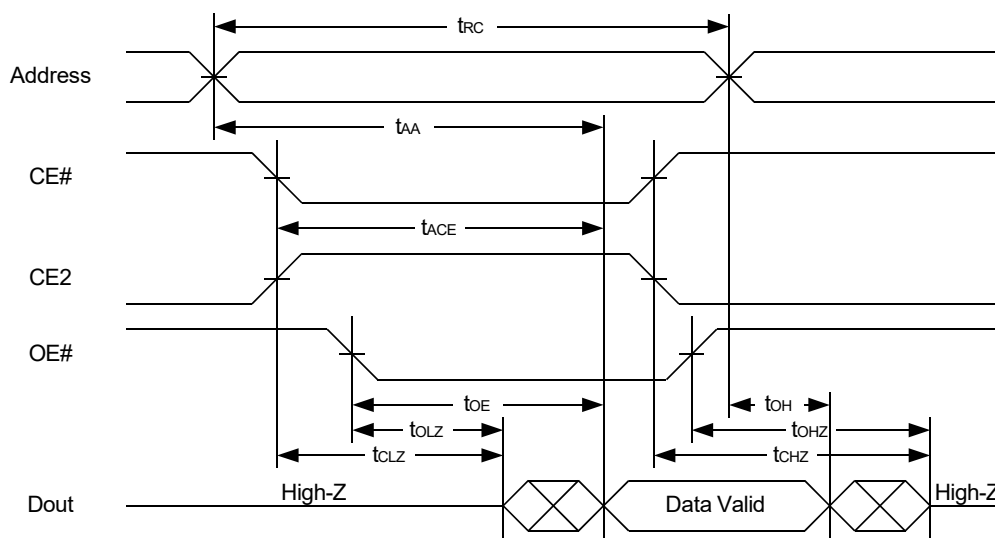 tRC
Address
tAA
CE#
tACE
CE2
OE#
tOE
tOH
tOLZ
tOHZ
tCLZ
tCHZ
High-Z
High-Z
Dout
Data Valid